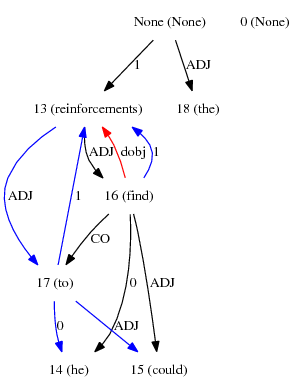 None (None) 0 (None)
1 ADJ
13 (reinforcements) 18 (the)
ADJ dobj 1
ADJ 1 16 (find)
CO
17 (to) 0 ADJ
0 ADJ
14 (he) 15 (could)